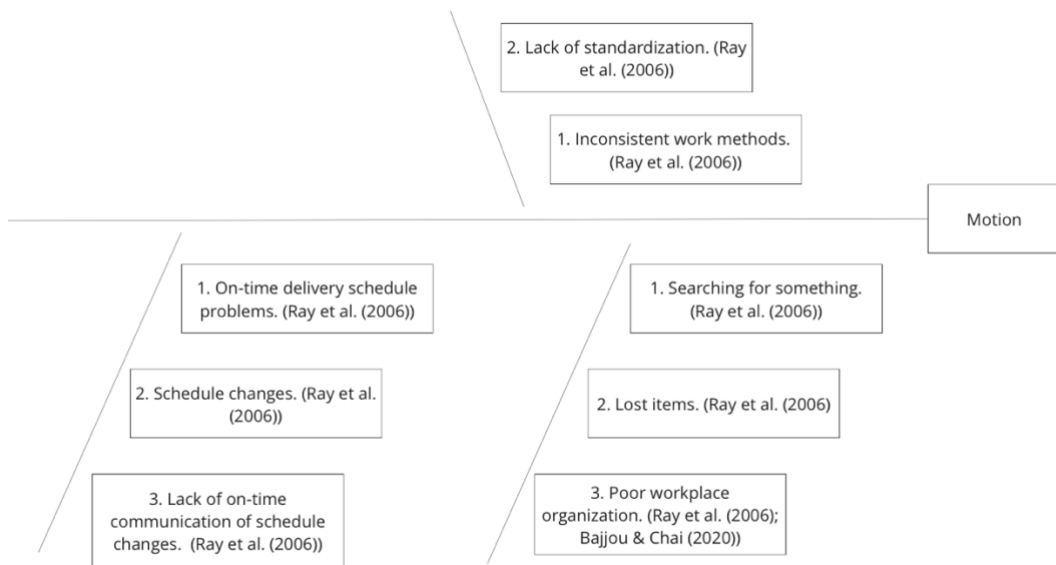 2. Lack of standardization. (Ray
et al. (2006))
1. Inconsistent work methods.
(Ray et al. (2006))
Motion
1. On-time delivery schedule
problems. (Ray et al. (2006))
2. Schedule changes. (Ray et al.
(2006))
3. Lack of on-time
communication of schedule
changes.  (Ray et al. (2006))
1. Searching for something.
(Ray et al. (2006))
2. Lost items. (Ray et al. (2006)
3. Poor workplace
organization. (Ray et al. (2006);
Bajjou & Chai (2020))